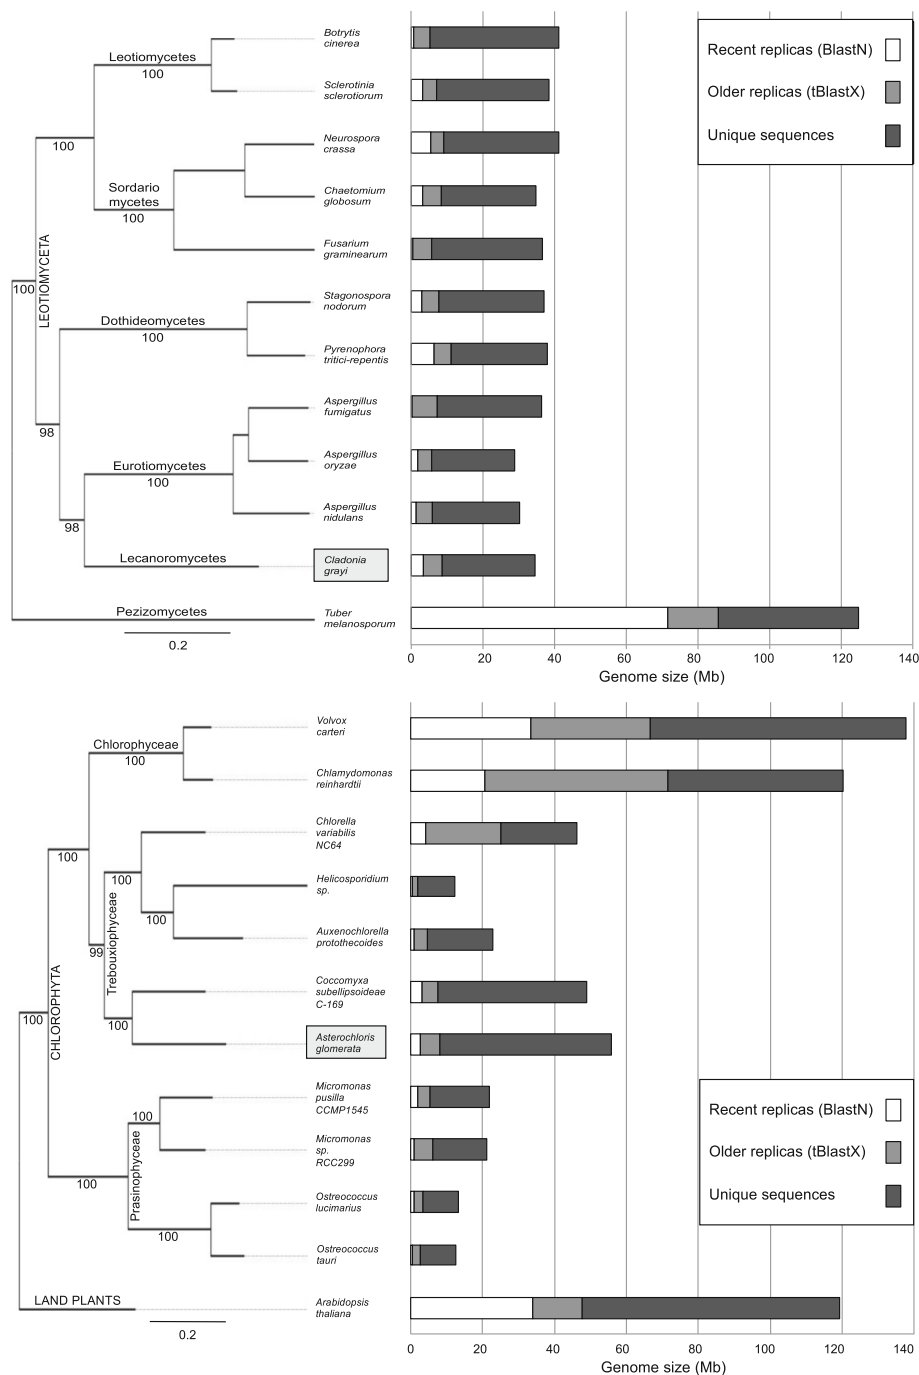 Botrytis
cinerea
Leotiomycetes
100
Sclerotinia
sclerotiorum
Neurospora
crassa
100
Sordario
mycetes
100
Chaetomium
globosum
Fusarium
graminearum
LEOTIOMYCETA
100
Stagonospora
nodorum
Dothideomycetes
100
Pyrenophora
tritici-repentis
Aspergillus
fumigatus
98
Aspergillus
oryzae
Eurotiomycetes
100
Aspergillus
nidulans
98
Lecanoromycetes
Cladonia
grayi
Pezizomycetes
Tuber
melanosporum
0.2
Recent replicas (BlastN)
Older replicas (tBlastX)
Unique sequences
0 20 40 60 80 100 120 140
Genome size (Mb)
Volvox
carteri
Chlorophyceae
100
Chlamydomonas
reinhardtii
Chlorella
variabilis
NC64
100
100
Helicosporidium
sp.
100
Auxenochlorella
protothecoides
Trebouxiophyceae
99
Coccomyxa
subellipsoideae
C-169
100
CHLOROPHYTA
100
Asterochloris
glomerata
Micromonas
pusilla
CCMP1545
100
Micromonas
sp.
RCC299
Prasinophyceae
100
Ostreococcus
lucimarius
100
Ostreococcus
tauri
LAND PLANTS
Arabidopsis
thaliana
0.2
Recent replicas (BlastN)
Older replicas (tBlastX)
Unique sequences
0 20 40 60 80 100 120 140
Genome size (Mb)